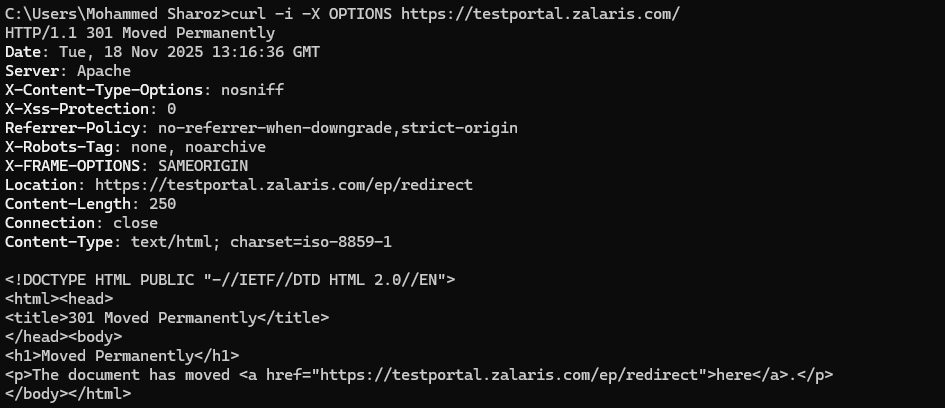 C:\Users\Mohammed Sharoz>curl -i -X OPTIONS https://testportal.zalaris.com/
HTTP/1.1 301 Moved Permanently
Date: Tue, 18 Nov 2025 13:16:36 GMT
Server: Apache
X-Content-Type-Options: nosniff
X-Xss-Protection: 0
Referrer-Policy: no-referrer-when-downgrade,strict-origin
X-Robots-Tag: none, noarchive
X-FRAME-OPTIONS: SAMEORIGIN
Location: https://testportal.zalaris.com/ep/redirect
Content-Length: 250
Connection: close
Content-Type: text/html; charset=iso-8859-1

<!DOCTYPE HTML PUBLIC "-//IETF//DTD HTML 2.0//EN">
<html><head>
<title>301 Moved Permanently</title>
</head><body>
<h1>Moved Permanently</h1>
<p>The document has moved <a href="https://testportal.zalaris.com/ep/redirect">here</a>.</p>
</body></html>